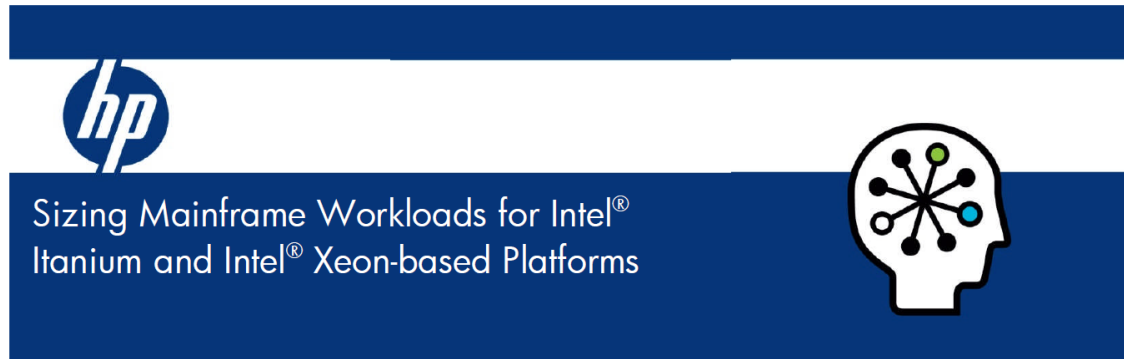 hp
Sizing Mainframe Workloads for Intel®
Itanium and Intel® Xeon-based Platforms